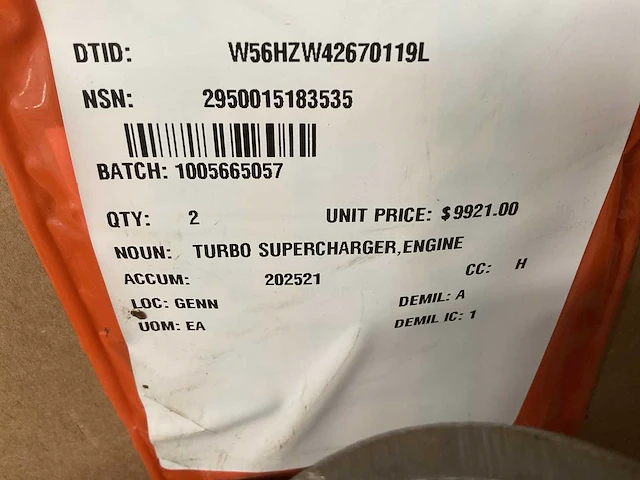 DTID: W56HZW42670119L
NSN: 2950015183535
BATCH: 1005665057
QTY: 2 UNIT PRICE: $9921.00
NOUN: TURBO SUPERCHARGER,ENGINE
ACCUM: 202521 CC: H
LOC: GENN DEMIL: A
UOM: EA DEMIL IC: 1